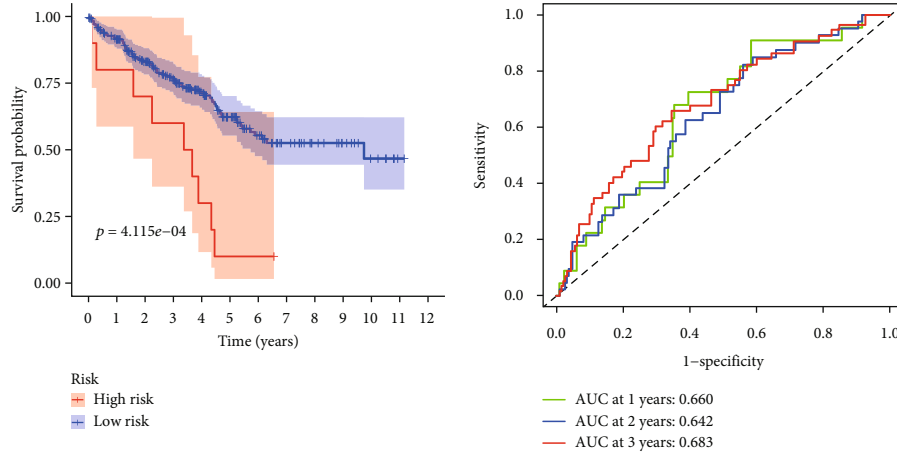 Survival probability
1.00
0.75
0.50
0.25
0.00
p = 4.115e−04
0 1 2 3 4 5 6 7 8 9 10 11 12
Time (years)
Risk
High risk
Low risk
Sensitivity
1.0
0.8
0.6
0.4
0.2
0.0
0.0 0.2 0.4 0.6 0.8 1.0
1−specificity
AUC at 1 years: 0.660
AUC at 2 years: 0.642
AUC at 3 years: 0.683